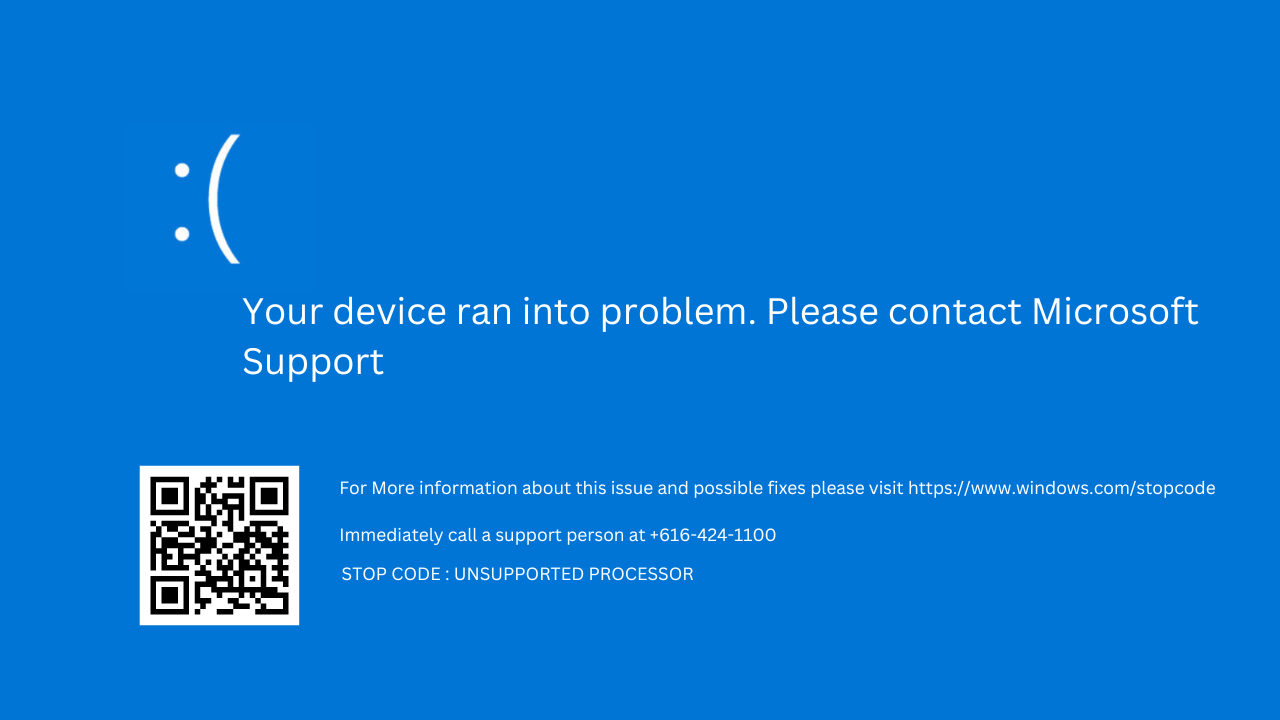 :(
Your device ran into problem. Please contact Microsoft
Support
For More information about this issue and possible fixes please visit https://www.windows.com/stopcode
Immediately call a support person at +616-424-1100
STOP CODE : UNSUPPORTED PROCESSOR